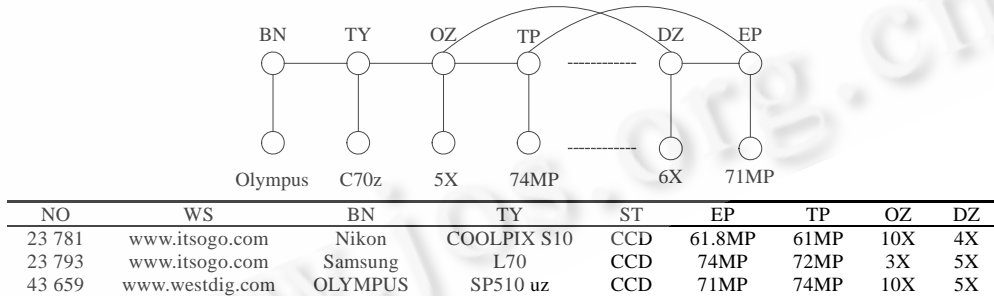 BN TY OZ TP DZ EP
Olympus C70z 5X 74MP 6X 71MP
NO WS BN TY ST EP TP OZ DZ
23 781 www.itsogo.com Nikon COOLPIX S10 CCD 61.8MP 61MP 10X 4X
23 793 www.itsogo.com Samsung L70 CCD 74MP 72MP 3X 5X
43 659 www.westdig.com OLYMPUS SP510 uz CCD 71MP 74MP 10X 5X